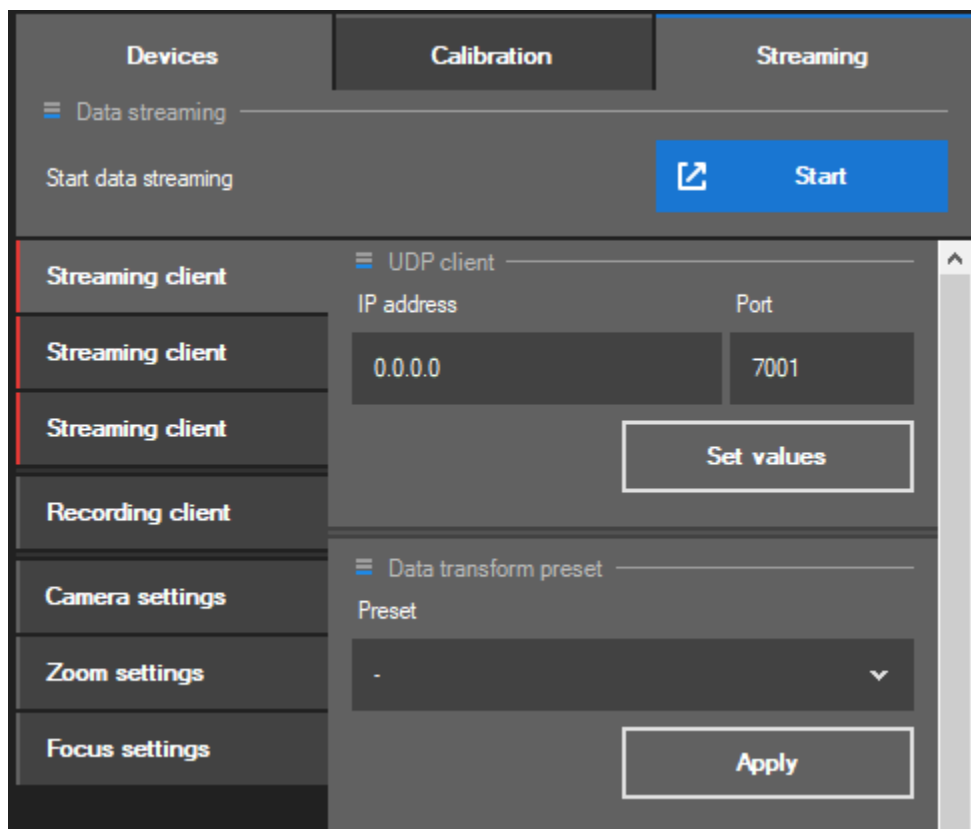 Devices
Calibration
Streaming
Data streaming
Start data streaming
Start
Streaming client
Streaming client
Streaming client
Recording client
Camera settings
Zoom settings
Focus settings
UDP client
IP address
Port
0.0.0.0
7001
Set values
Data transform preset
Preset
-
Apply